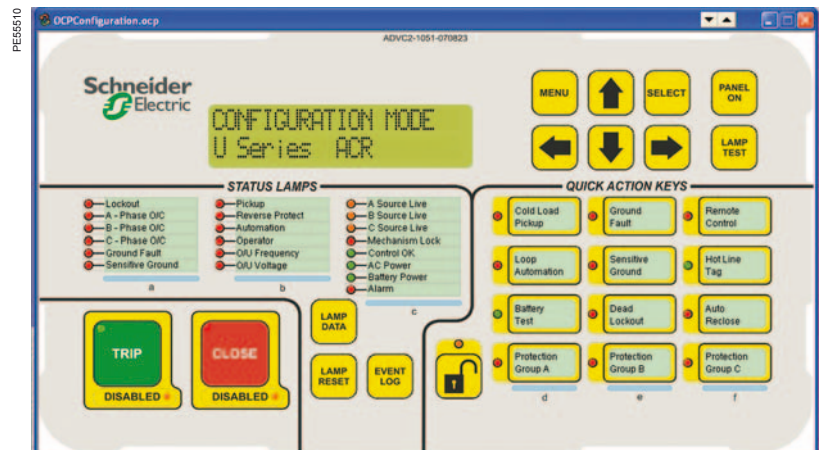 PE55510
OCPConfiguration.ocp
ADVC2-1051-070823
Schneider
Electric
CONFIGURATION MODE
U Series ACR
MENU
SELECT
PANEL
ON
LAMP
TEST
STATUS LAMPS
Lockout
A - Phase O/C
B - Phase O/C
C - Phase O/C
Ground Fault
Sensitive Ground
a
Pickup
Reverse Protect
Automation
Operator
O/U Frequency
O/U Voltage
b
A Source Live
B Source Live
C Source Live
Mechanism Lock
Control OK
AC Power
Battery Power
Alarm
c
QUICK ACTION KEYS
Cold Load
Pickup
Ground
Fault
Remote
Control
Loop
Automation
Sensitive
Ground
Hot Line
Tag
Battery
Test
Dead
Lockout
Auto
Reclose
Protection
Group A
Protection
Group B
Protection
Group C
d
e
f
TRIP
DISABLED
CLOSE
DISABLED
LAMP
DATA
LAMP
RESET
EVENT
LOG